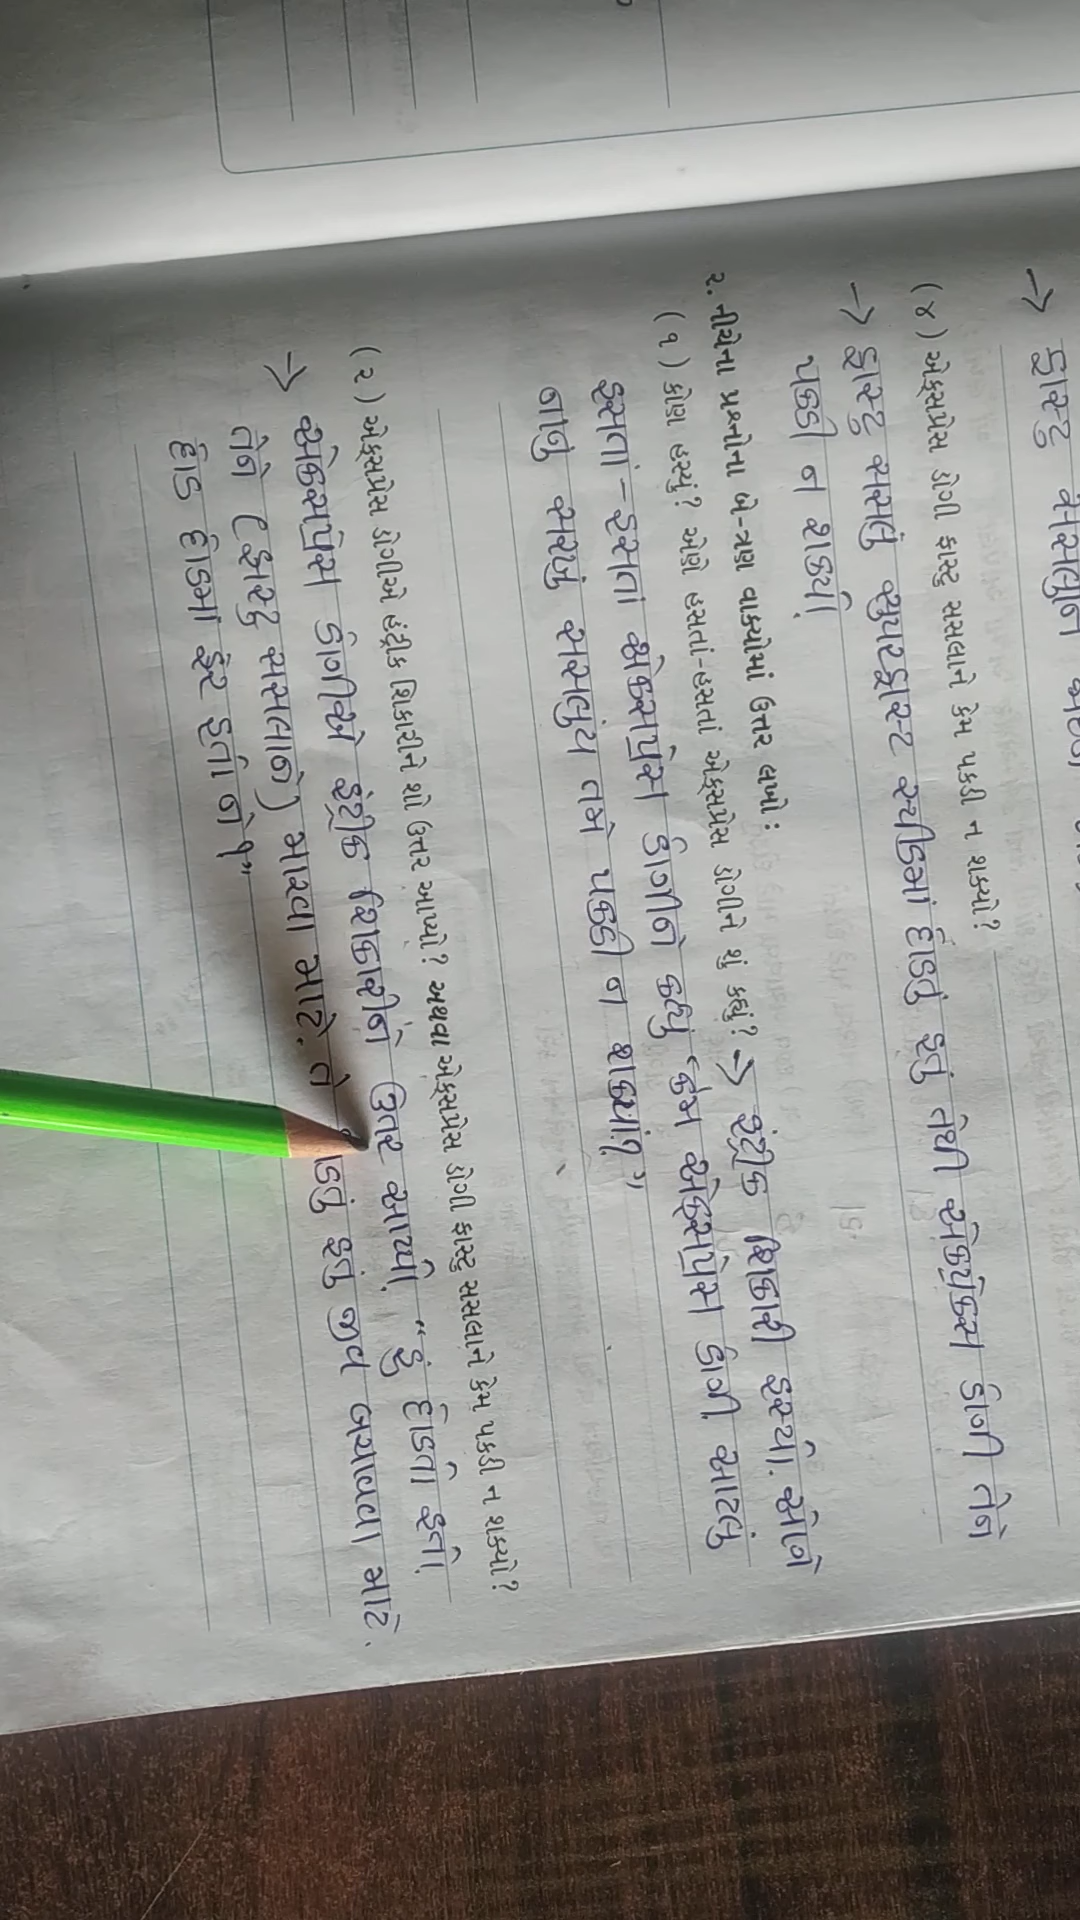 → ફાસ્ટુ સસલાને
(૪) એક્સપ્રેસ ડોગી ફાસ્ટુ સસલાને કેમ પકડી ન શક્યો?
→ ફાસ્ટુ સસલું સુપરફાસ્ટ સ્પીડમાં દોડતું હતું તેથી એક્સપ્રેસ ડોગી તેને
પકડી ન શક્યો
૨. નીચેના પ્રશ્નોના બે-ત્રણ વાક્યોમાં ઉત્તર લખો :
(૧) કોણ હસ્યું? એણે હસતાં-હસતાં એક્સપ્રેસ ડોગીને શું કહ્યું? → હંટ્રીક શિકારી હસ્યો. એણે
હસતાં-હસતાં એક્સપ્રેસ ડોગીને કહ્યું "કેમ એક્સપ્રેસ ડોગી આટલું
નાનું અમથું સસલુંય તમે પકડી ન શક્યાં?"
(૨) એક્સપ્રેસ ડોગીએ હંટ્રીક શિકારીને શો ઉત્તર આપ્યો? અથવા એક્સપ્રેસ ડોગી ફાસ્ટુ સસલાને કેમ પકડી ન શક્યો?
→ એક્સપ્રેસ ડોગીએ હંટ્રીક શિકારીને ઉત્તર આપ્યો. "હું દોડતો હતો.
તેને (ફાસ્ટુ સસલાને) મારવા માટે. તે હતું જીવ બચાવવા માટે.
દોડ દોડમાં ફેર હતો ને?"